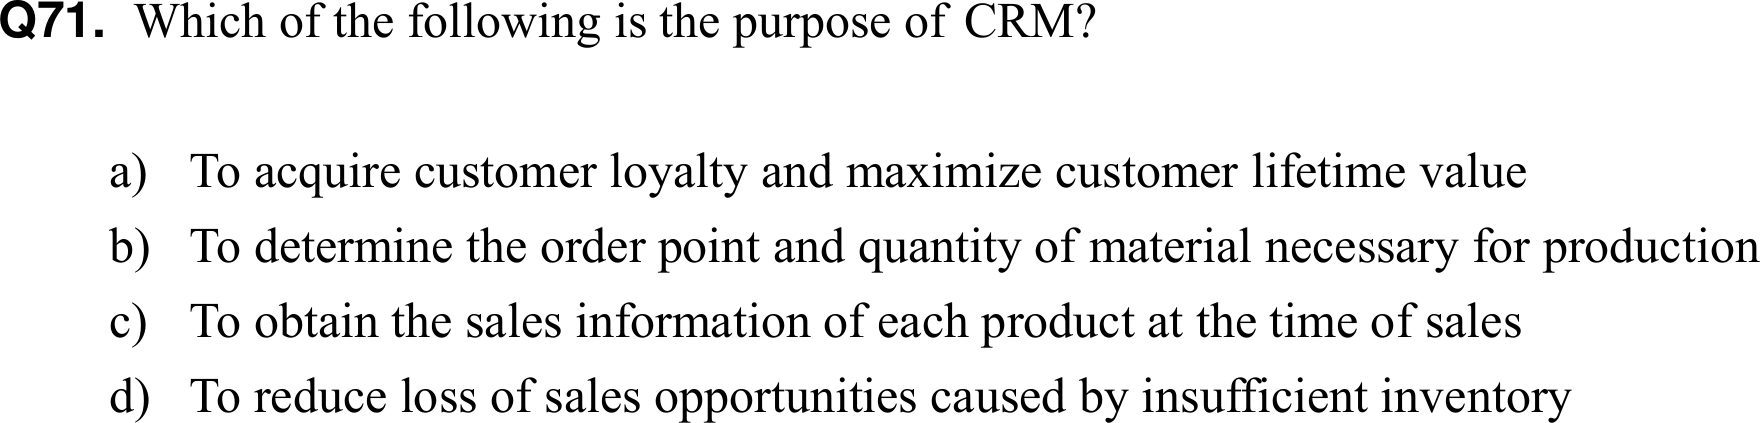 Q71. Which of the following is the purpose of CRM?
a) To acquire customer loyalty and maximize customer lifetime value
b) To determine the order point and quantity of material necessary for production
c) To obtain the sales information of each product at the time of sales
d) To reduce loss of sales opportunities caused by insufficient inventory